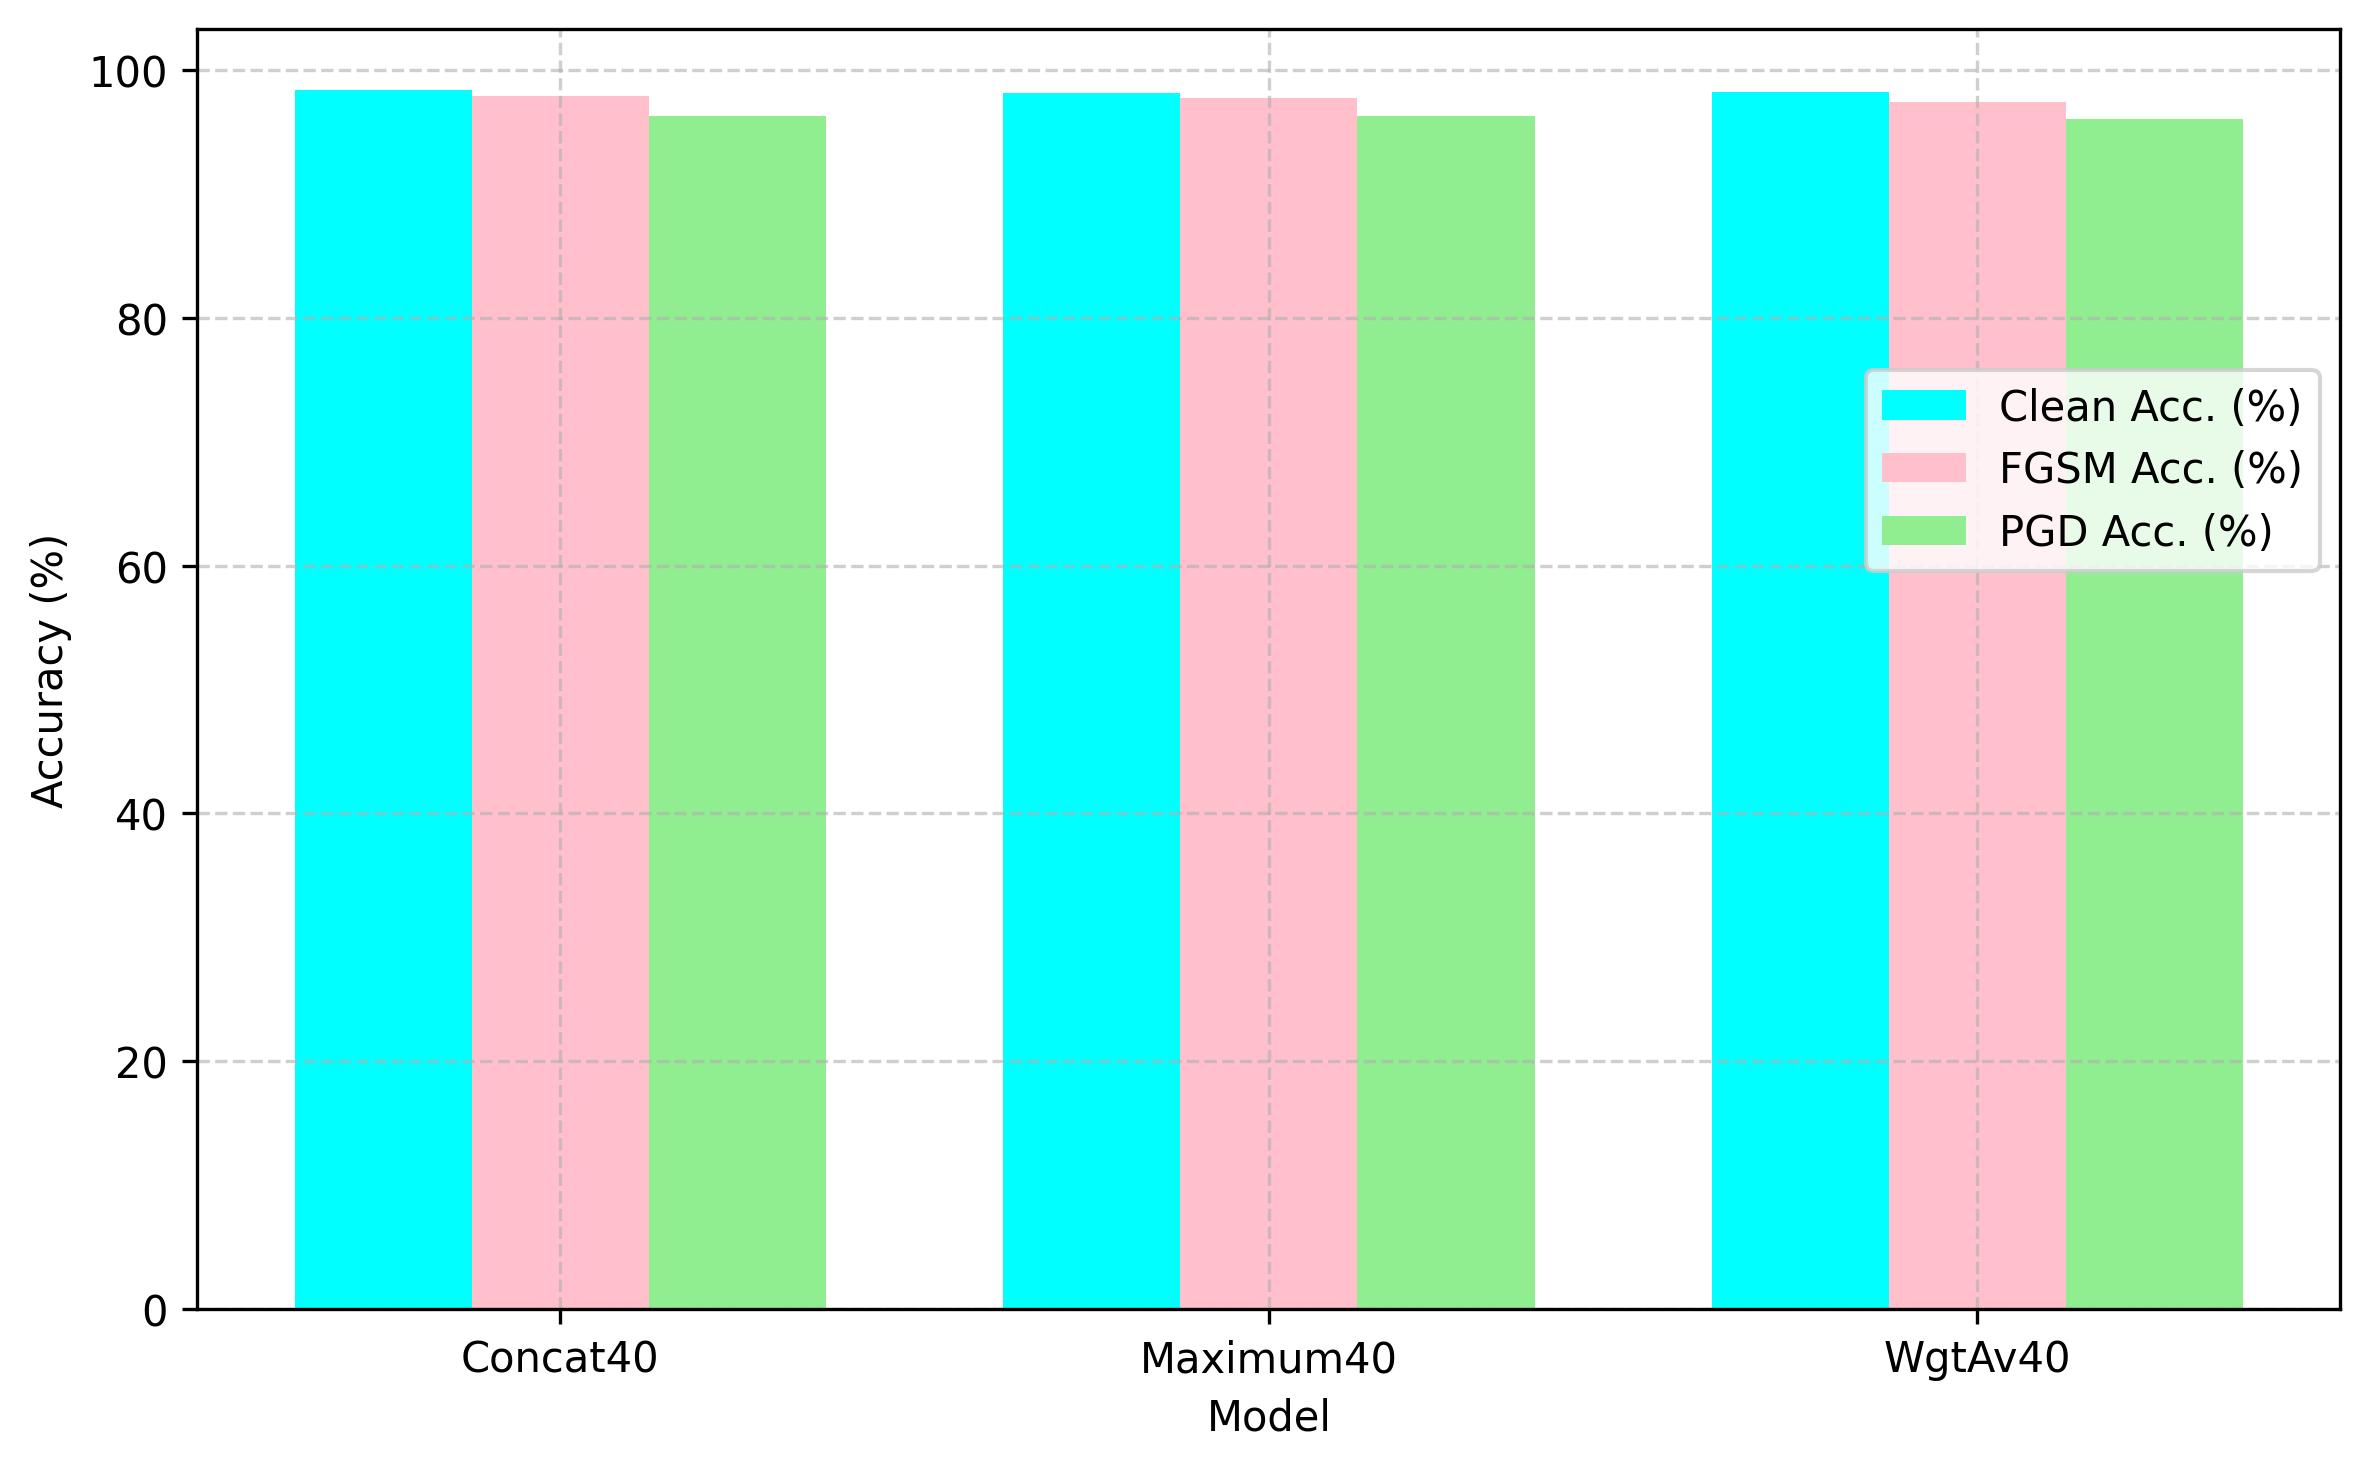 100
80
60
40
20
0
Accuracy (%)
Clean Acc. (%)
FGSM Acc. (%)
PGD Acc. (%)
Concat40
Maximum40
WgtAv40
Model